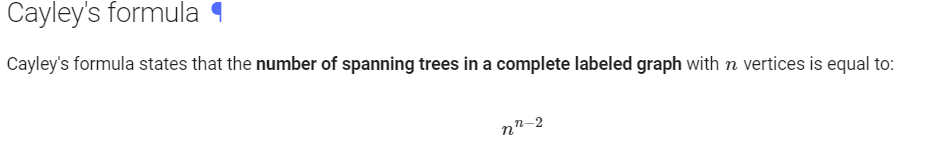 Cayley's formula ¶
Cayley's formula states that the number of spanning trees in a complete labeled graph with n vertices is equal to:
n^{n-2}